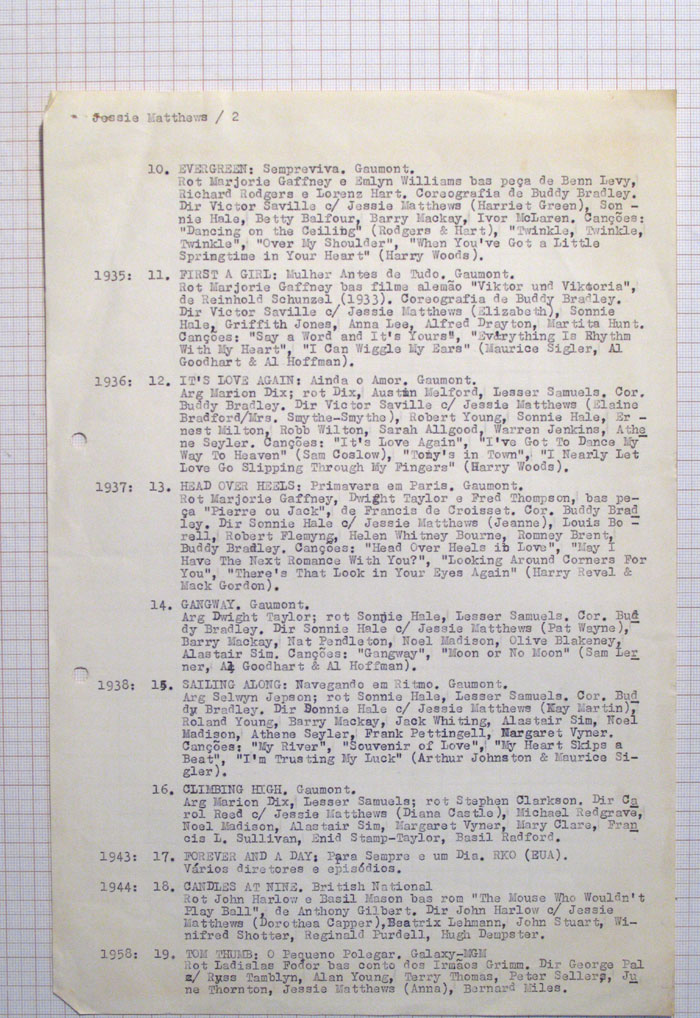 Jessie Matthews / 2
10. EVERGREEN: Sempreviva. Gaumont.
Rot Marjorie Gaffney e Emlyn Williams bas peça de Benn Levy,
Richard Rodgers e Lorenz Hart. Coreografia de Buddy Bradley.
Dir Victor Saville c/ Jessie Matthews (Harriet Green), Son -
nie Hale, Betty Balfour, Barry Mackay, Ivor McLaren. Canções:
"Dancing on the Ceiling" (Rodgers & Hart), "Twinkle, Twinkle,
Twinkle", "Over My Shoulder", "When You've Got a Little
Springtime in Your Heart" (Harry Woods).
1935: 11. FIRST A GIRL: Mulher Antes de Tudo. Gaumont.
Rot Marjorie Gaffney bas filme alemão "Viktor und Viktoria",
de Reinhold Schunzel (1933). Coreografia de Buddy Bradley.
Dir Victor Saville c/ Jessie Matthews (Elizabeth), Sonnie
Hale, Griffith Jones, Anna Lee, Alfred Drayton, Martita Hunt.
Canções: "Say a Word and It's Yours", "Everything Is Rhythm
With My Heart", "I Can Wiggle My Ears" (Maurice Sigler, Al
Goodhart & Al Hoffman).
1936: 12. IT'S LOVE AGAIN: Ainda o Amor. Gaumont.
Arg Marion Dix; rot Dix, Austin Melford, Lesser Samuels. Cor.
Buddy Bradley. Dir Victor Saville c/ Jessie Matthews (Elaine
Bradford/Mrs. Smythe-Smythe), Robert Young, Sonnie Hale, Er -
nest Milton, Robb Wilton, Sarah Allgood, Warren Jenkins, Athe
ne Seyler. Canções: "It's Love Again", "I've Got To Dance My
Way To Heaven" (Sam Coslow), "Tony's in Town", "I Nearly Let
Love Go Slipping Through My Fingers" (Harry Woods).
1937: 13. HEAD OVER HEELS: Primavera em Paris. Gaumont.
Rot Marjorie Gaffney, Dwight Taylor e Fred Thompson, bas pe-
ça "Pierre ou Jack", de Francis de Croisset. Cor. Buddy Brad
ley. Dir Sonnie Hale c/ Jessie Matthews (Jeanne), Louis Bo -
rell, Robert Flemyng, Helen Whitney Bourne, Romney Brent,
Buddy Bradley. Canções: "Head Over Heels in Love", "May I
Have The Next Romance With You?", "Looking Around Corners For
You", "There's That Look in Your Eyes Again" (Harry Revel &
Mack Gordon).
14. GANGWAY. Gaumont.
Arg Dwight Taylor; rot Sonnie Hale, Lesser Samuels. Cor. Bud
dy Bradley. Dir Sonnie Hale c/ Jessie Matthews (Pat Wayne),
Barry Mackay, Nat Pendleton, Noel Madison, Olive Blakeney,
Alastair Sim. Canções: "Gangway", "Moon or No Moon" (Sam Ler
ner, Al Goodhart & Al Hoffman).
1938: 15. SAILING ALONG: Navegando em Ritmo. Gaumont.
Arg Selwyn Jepson; rot Sonnie Hale, Lesser Samuels. Cor. Bud
dy Bradley. Dir Donnie Hale c/ Jessie Matthews (Kay Martin),
Roland Young, Barry Mackay, Jack Whiting, Alastair Sim, Noel
Madison, Athene Seyler, Frank Pettingell, Margaret Vyner.
Canções: "My River", "Souvenir of Love", "My Heart Skips a
Beat", "I'm Trusting My Luck" (Arthur Johnston & Maurice Si-
gler).
16. CLIMBING HIGH. Gaumont.
Arg Marion Dix, Lesser Samuels; rot Stephen Clarkson. Dir Ca
rol Reed c/ Jessie Matthews (Diana Castle), Michael Redgrave,
Noel Madison, Alastair Sim, Margaret Vyner, Mary Clare, Fran
cis L. Sullivan, Enid Stamp-Taylor, Basil Radford.
1943: 17. FOREVER AND A DAY: Para Sempre e um Dia. RKO (EUA).
Vários diretores e episódios.
1944: 18. CANDLES AT NINE. British National
Rot John Harlow e Basil Mason bas rom "The Mouse Who Wouldn't
Play Ball", de Anthony Gilbert. Dir John Harlow c/ Jessie
Matthews (Dorothea Capper),Beatrix Lehmann, John Stuart, Wi-
nifred Shotter, Reginald Purdell, Hugh Dempster.
1958: 19. TOM THUMB: O Pequeno Polegar. Galaxy-MGM
Rot Ladislas Fodor bas conto dos Irmãos Grimm. Dir George Pal
c/ Russ Tamblyn, Alan Young, Terry Thomas, Peter Sellers, Ju
ne Thornton, Jessie Matthews (Anna), Bernard Miles.